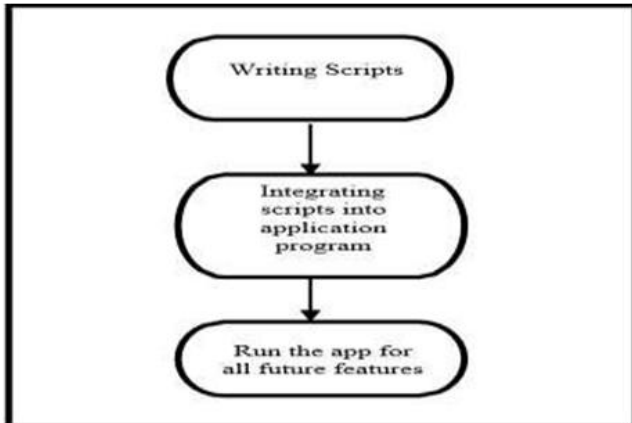 Writing Scripts
Integrating
scripts into
application
program
Run the app for
all future features